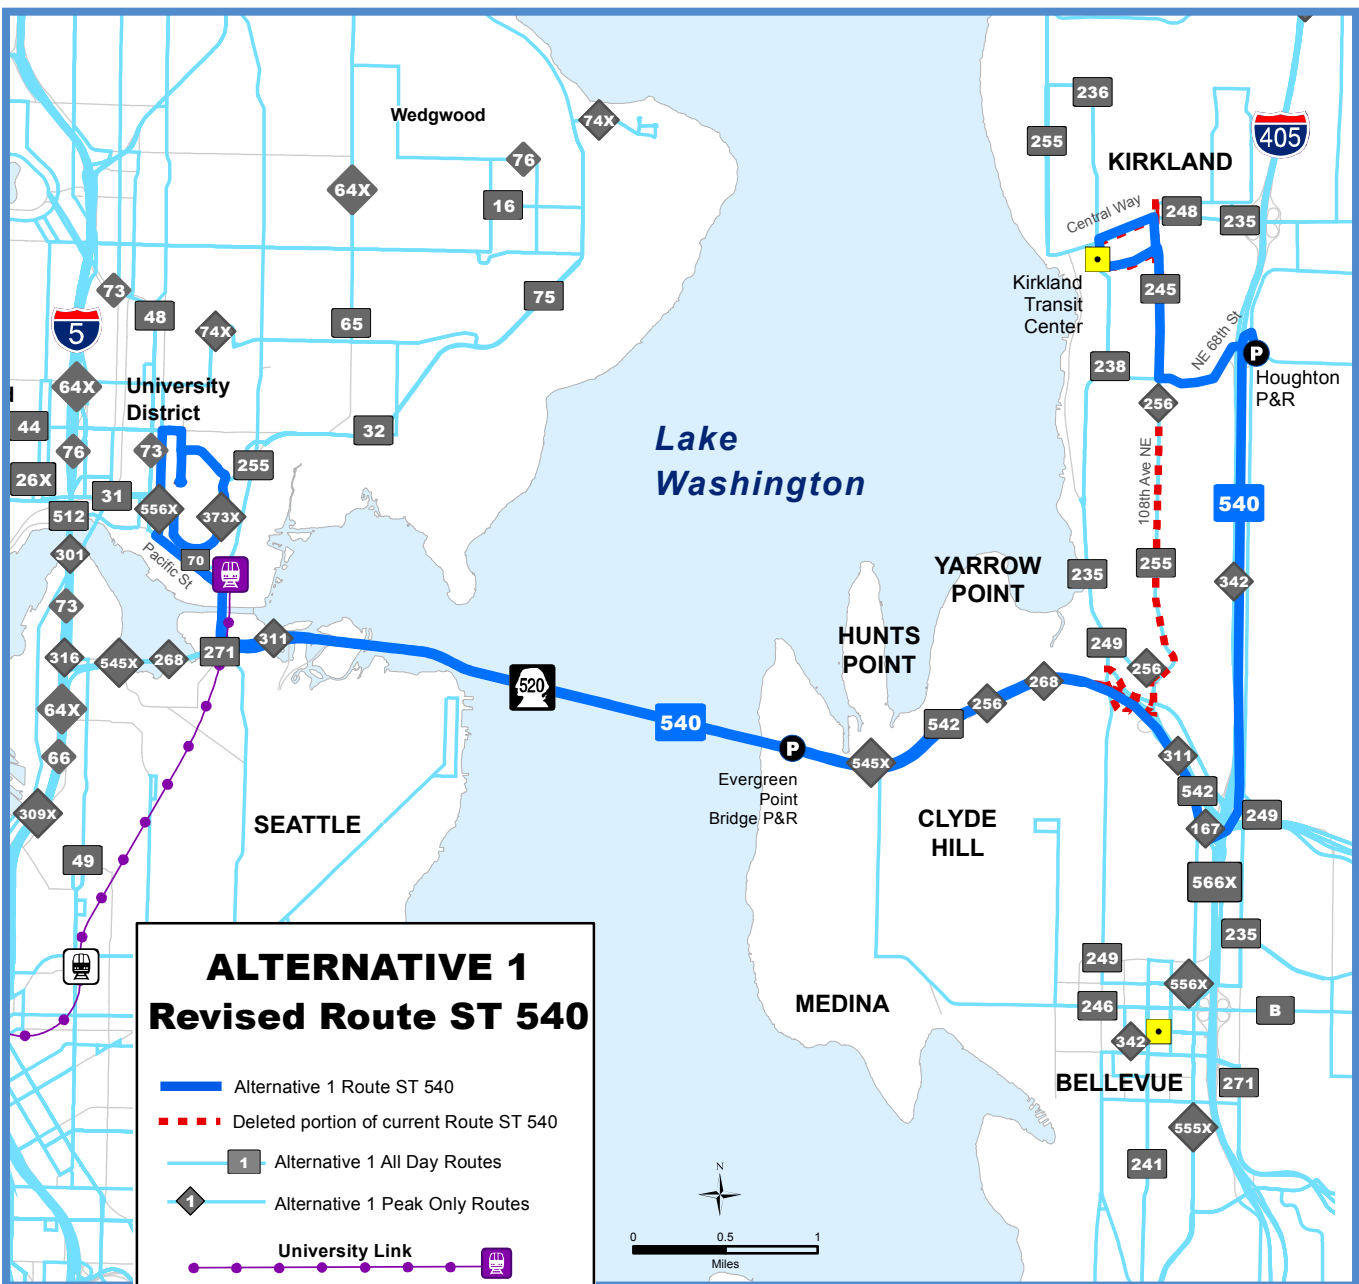 Wedgwood
74X
76
64X
16
236
255
405
KIRKLAND
Central Way
248
235
Kirkland
Transit
Center
245
73
48
74X
65
75
5
NE 68th St
P
Houghton
P&R
238
256
64X
University
District
44
76
73
32
255
26X
31
512
556X
373X
301
70
Pacific St
Lake
Washington
108th Ave NE
540
255
342
235
YARROW
POINT
HUNTS
POINT
249
256
73
316
545X
268
271
311
520
540
P
Evergreen
Point
Bridge P&R
545X
542
256
268
311
542
167
249
64X
66
309X
49
SEATTLE
CLYDE
HILL
566X
235
249
246
556X
B
MEDINA
342
BELLEVUE
271
555X
241
ALTERNATIVE 1
Revised Route ST 540
Alternative 1 Route ST 540
Deleted portion of current Route ST 540
1 Alternative 1 All Day Routes
1 Alternative 1 Peak Only Routes
University Link
N
0 0.5 1
Miles